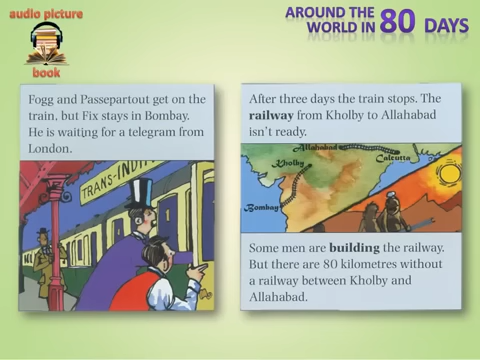 audio picture
book
AROUND THE
WORLD IN 80 DAYS
Fogg and Passepartout get on the
train, but Fix stays in Bombay.
He is waiting for a telegram from
London.
TRANS-INDI
After three days the train stops. The
railway from Kholby to Allahabad
isn't ready.
Allahabad
Kholby
Calcutta
Bombay
Some men are building the railway.
But there are 80 kilometres without
a railway between Kholby and
Allahabad.